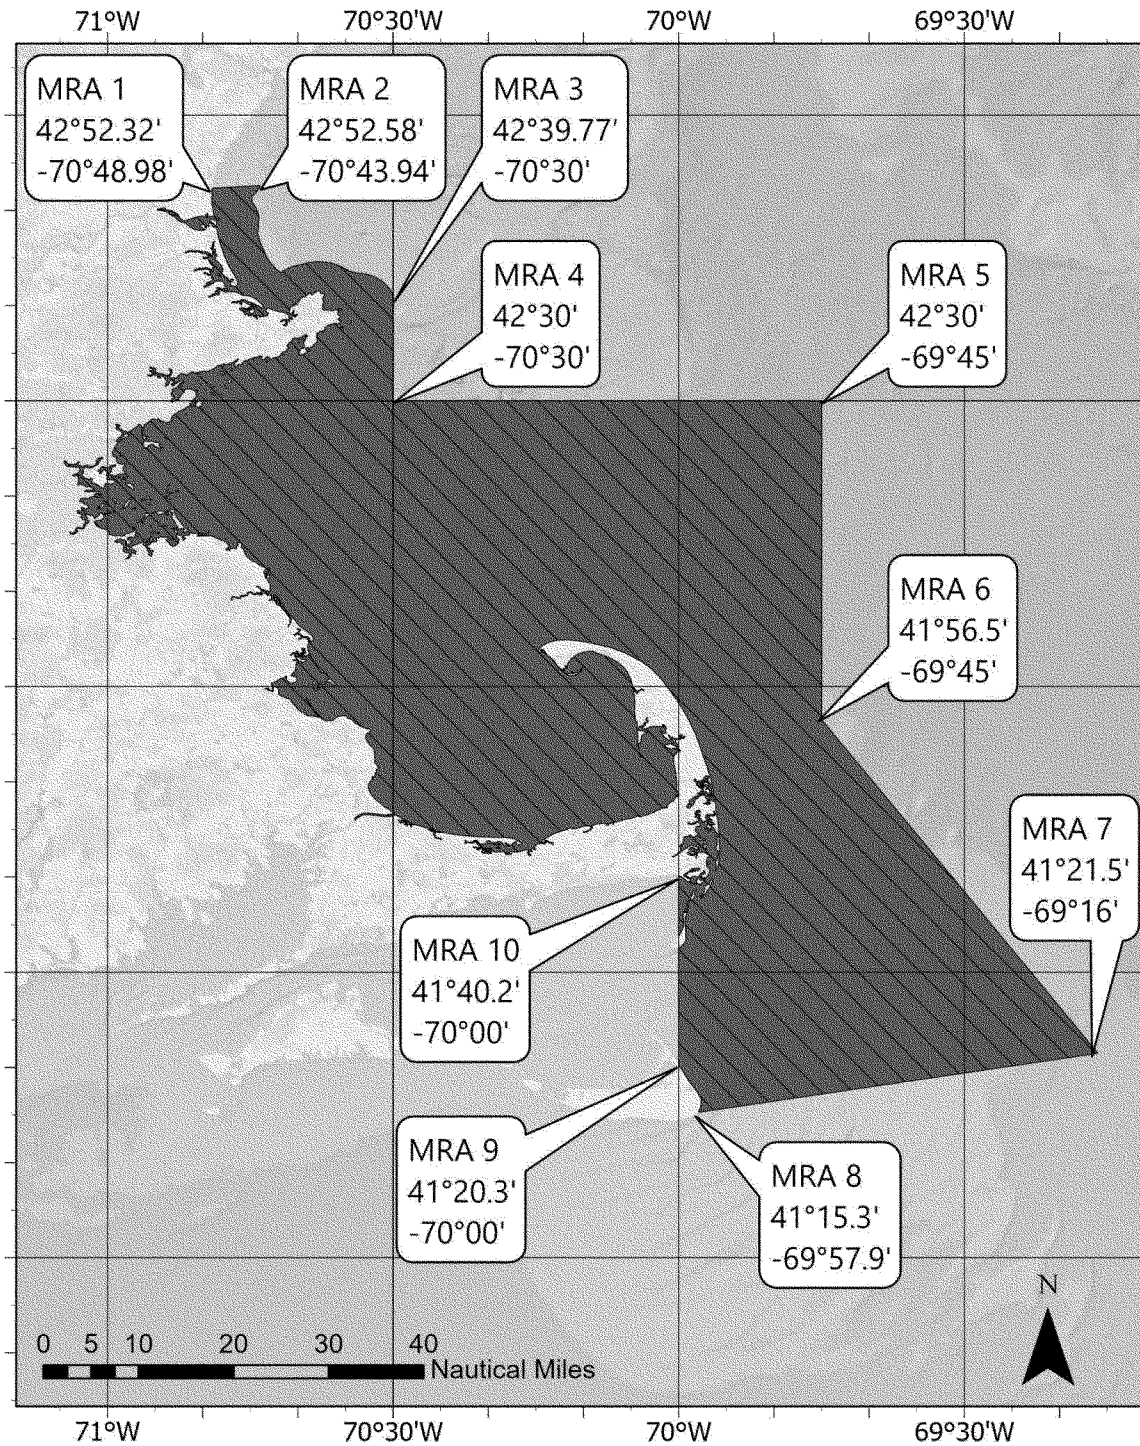 71°W 70°30'W 70°W 69°30'W
MRA 1
42°52.32'
-70°48.98'
MRA 2
42°52.58'
-70°43.94'
MRA 3
42°39.77'
-70°30'
MRA 4
42°30'
-70°30'
MRA 5
42°30'
-69°45'
MRA 6
41°56.5'
-69°45'
MRA 7
41°21.5'
-69°16'
MRA 10
41°40.2'
-70°00'
MRA 9
41°20.3'
-70°00'
MRA 8
41°15.3'
-69°57.9'
N
0 5 10 20 30 40
Nautical Miles
71°W 70°30'W 70°W 69°30'W